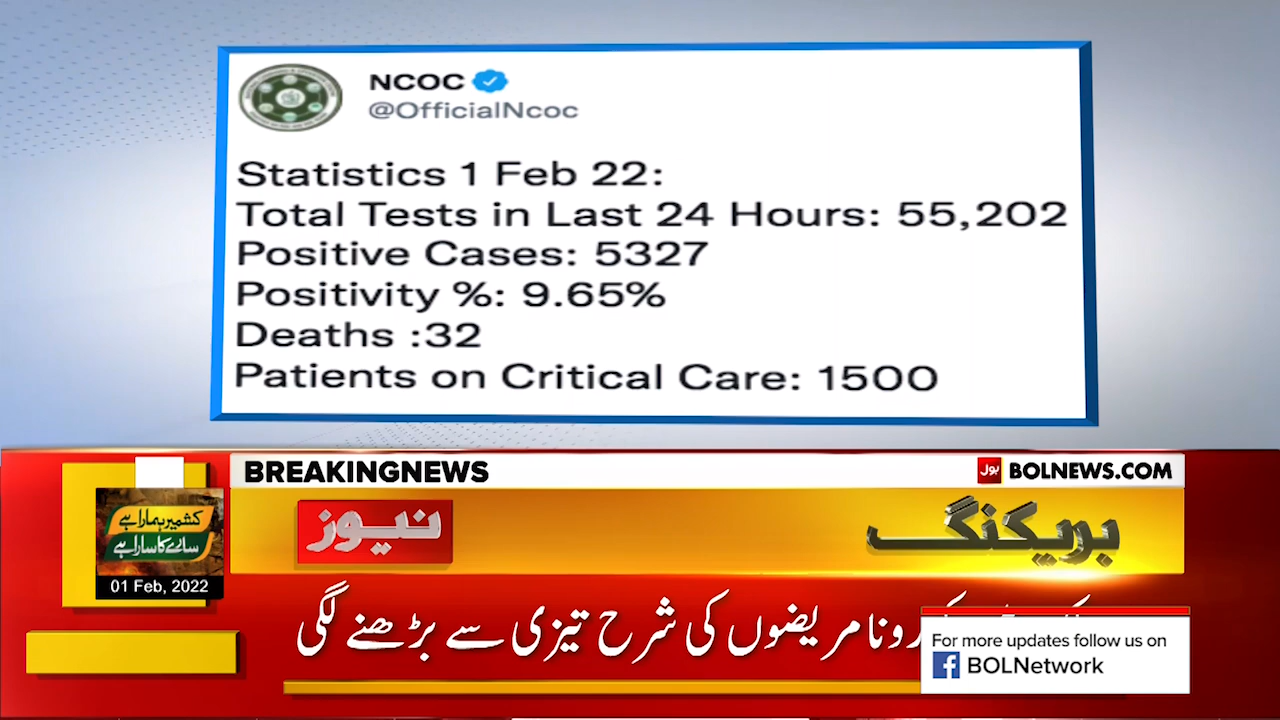 NCOC
@OfficialNcoc
Statistics 1 Feb 22:
Total Tests in Last 24 Hours: 55,202
Positive Cases: 5327
Positivity %: 9.65%
Deaths :32
Patients on Critical Care: 1500
BREAKINGNEWS
بول BOLNEWS.COM
بریکنگ نیوز
کشمیر ہمارا ہے
سارے کا سارا ہے
01 Feb, 2022
مریضوں کی شرح تیزی سے بڑھنے لگی
For more updates follow us on
f BOLNetwork